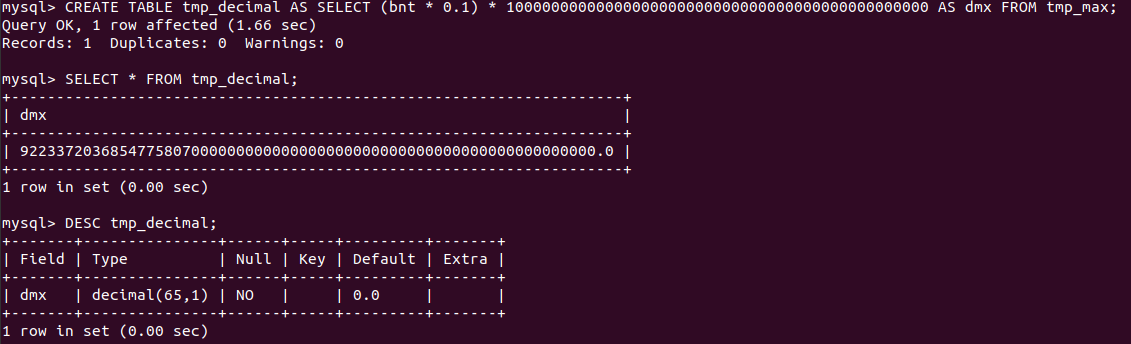 mysql> CREATE TABLE tmp_decimal AS SELECT (bnt * 0.1) * 10000000000000000000000000000000000000000000000 AS dmx FROM tmp_max;
Query OK, 1 row affected (1.66 sec)
Records: 1  Duplicates: 0  Warnings: 0
mysql> SELECT * FROM tmp_decimal;
+--------------------------------------------------------------------+
| dmx                                                                |
+--------------------------------------------------------------------+
| 9223372036854775807000000000000000000000000000000000000000000000.0 |
+--------------------------------------------------------------------+
1 row in set (0.00 sec)
mysql> DESC tmp_decimal;
+-------+---------------+------+-----+---------+-------+
| Field | Type          | Null | Key | Default | Extra |
+-------+---------------+------+-----+---------+-------+
| dmx   | decimal(65,1) | NO   |     | 0.0     |       |
+-------+---------------+------+-----+---------+-------+
1 row in set (0.00 sec)